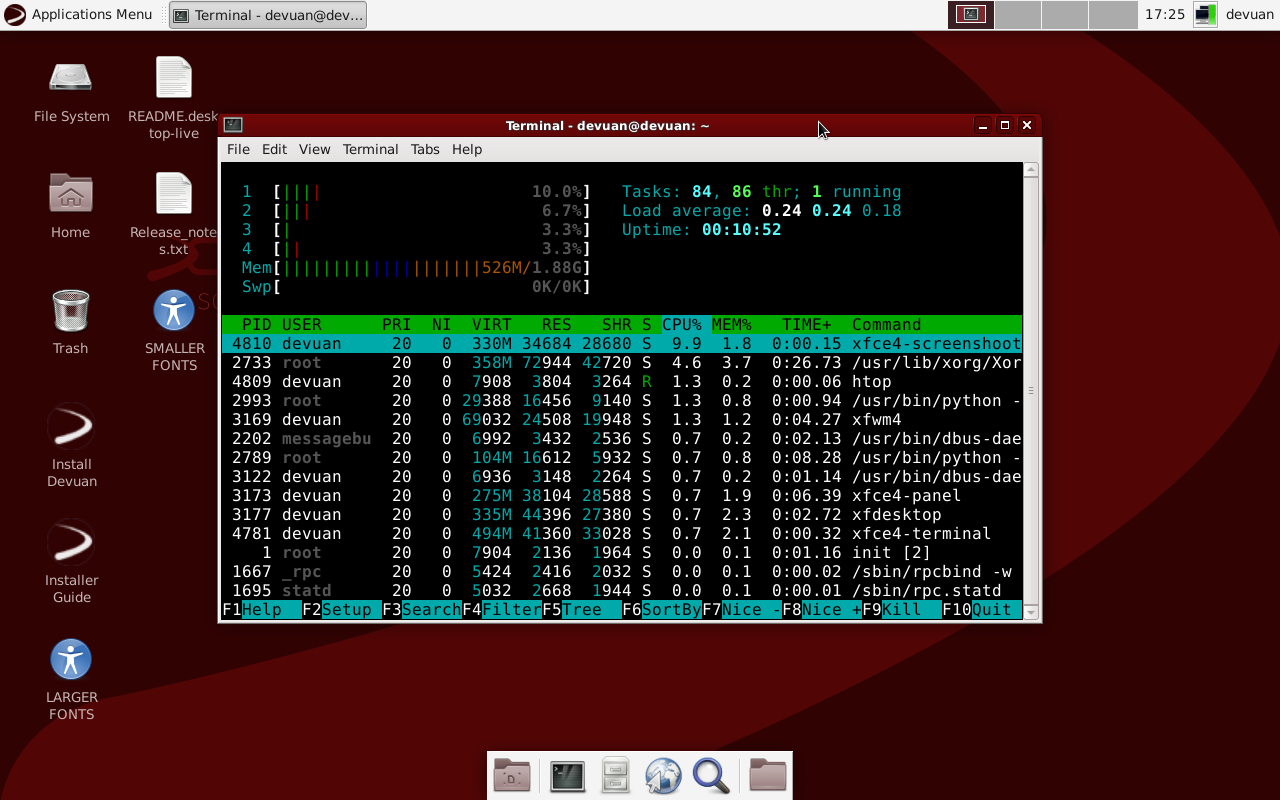 Applications Menu
Terminal - devuan@dev...
17:25
devuan
File System
README.desk
top-live
Home
Release_note
s.txt
Trash
SMALLER
FONTS
Install
Devuan
Installer
Guide
LARGER
FONTS
Terminal - devuan@devuan: ~
File Edit View Terminal Tabs Help
1 [|||| 10.0%] Tasks: 84, 86 thr; 1 running
2 [||| 6.7%] Load average: 0.24 0.24 0.18
3 [| 3.3%] Uptime: 00:10:52
4 [|| 3.3%]
Mem[||||||||||||||||||||526M/1.88G]
Swp[ 0K/0K]
PID USER PRI NI VIRT RES SHR S CPU% MEM% TIME+ Command
4810 devuan 20 0 330M 34684 28680 S 9.9 1.8 0:00.15 xfce4-screenshoot
2733 root 20 0 358M 72944 42720 S 4.6 3.7 0:26.73 /usr/lib/xorg/Xor
4809 devuan 20 0 7908 3804 3264 R 1.3 0.2 0:00.06 htop
2993 root 20 0 29388 16456 9140 S 1.3 0.8 0:00.94 /usr/bin/python -
3169 devuan 20 0 69032 24508 19948 S 1.3 1.2 0:04.27 xfwm4
2202 messagebu 20 0 6992 3432 2536 S 0.7 0.2 0:02.13 /usr/bin/dbus-dae
2789 root 20 0 104M 16612 5932 S 0.7 0.8 0:08.28 /usr/bin/python -
3122 devuan 20 0 6936 3148 2264 S 0.7 0.2 0:01.14 /usr/bin/dbus-dae
3173 devuan 20 0 275M 38104 28588 S 0.7 1.9 0:06.39 xfce4-panel
3177 devuan 20 0 335M 44396 27380 S 0.7 2.3 0:02.72 xfdesktop
4781 devuan 20 0 494M 41360 33028 S 0.7 2.1 0:00.32 xfce4-terminal
1 root 20 0 7904 2136 1964 S 0.0 0.1 0:01.16 init [2]
1667 _rpc 20 0 5424 2416 2032 S 0.0 0.1 0:00.00 /sbin/rpcbind -w
1695 statd 20 0 5032 2668 1944 S 0.0 0.1 0:00.01 /sbin/rpc.statd
F1Help F2Setup F3SearchF4FilterF5Tree F6SortByF7Nice -F8Nice +F9Kill F10Quit